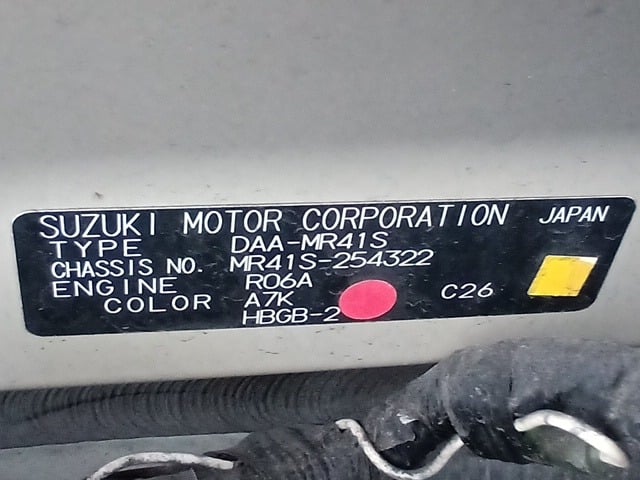 SUZUKI MOTOR CORPORATION JAPAN
TYPE DAA-MR41S
CHASSIS NO. MR41S-254322
ENGINE R06A
COLOR A7K C26
HBGB-2